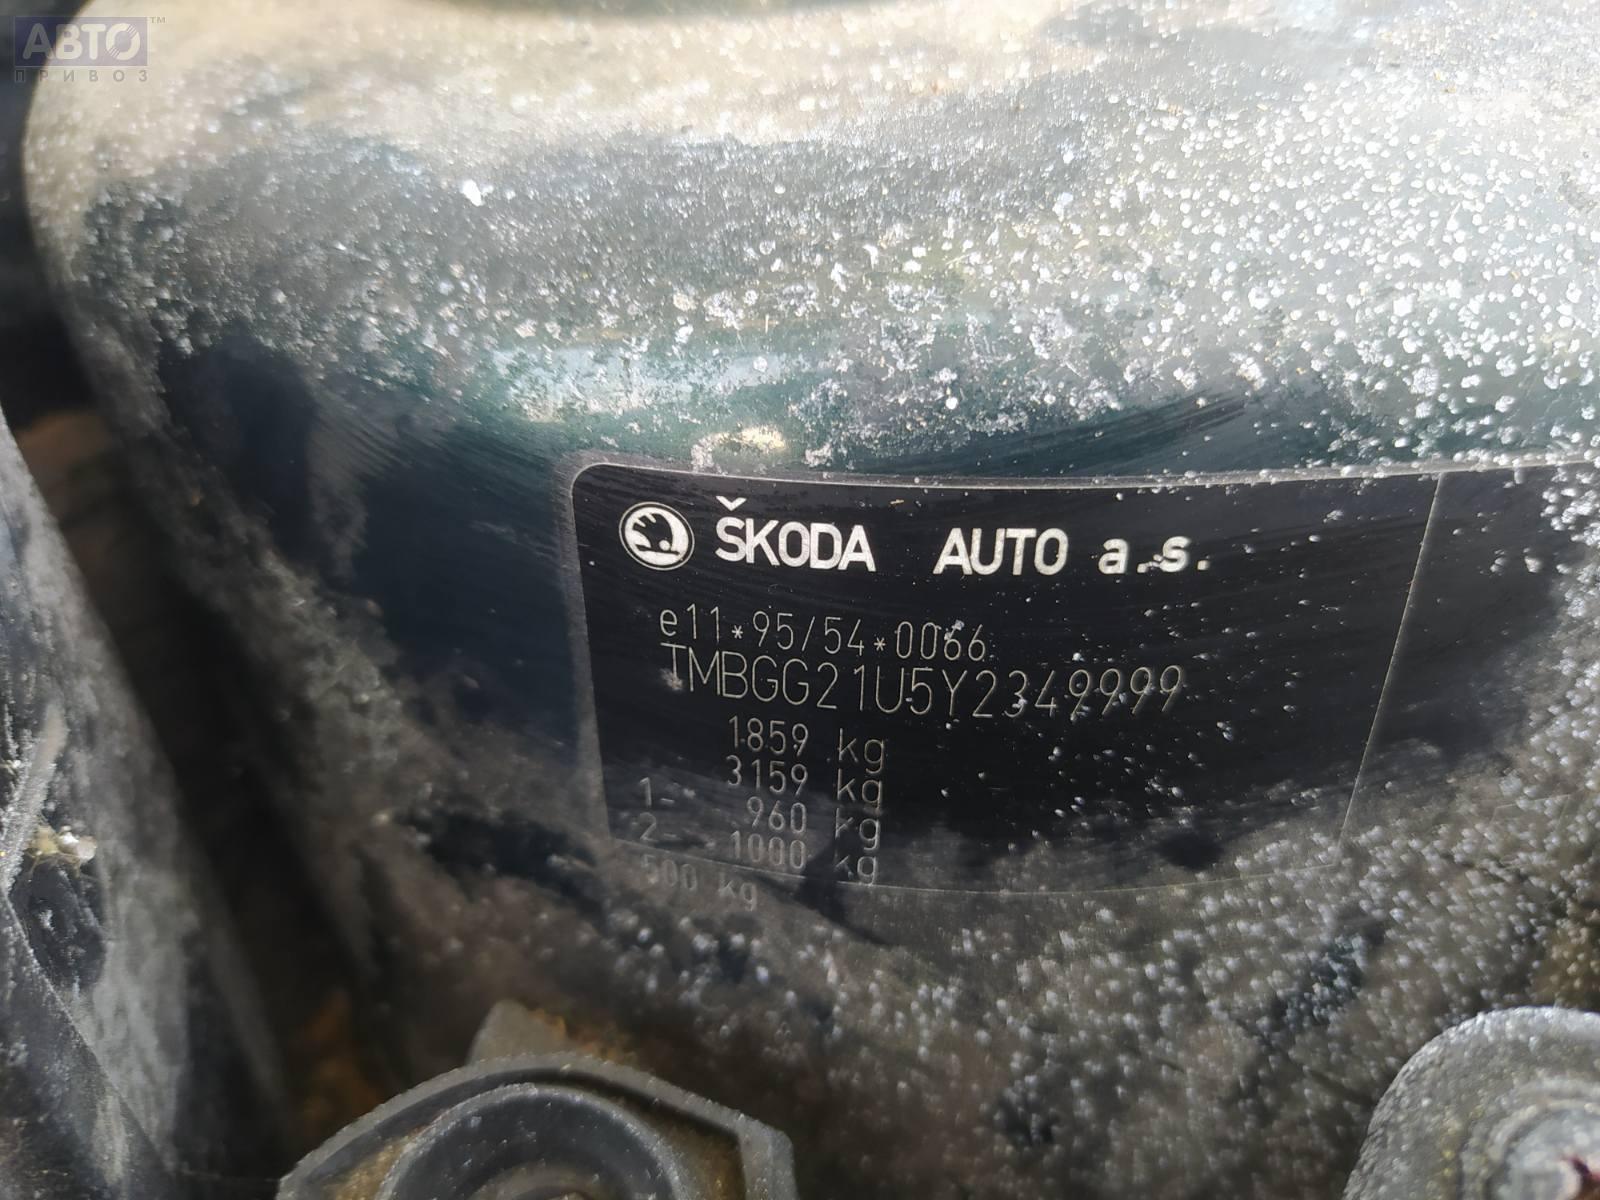 АВТО™
ПРИВОЗ
ŠKODA AUTO a.s.
e11*95/54*0066
TMBGG21U5Y2349999
1859 kg
3159 kg
1- 960 kg
2- 1000 kg
500 kg